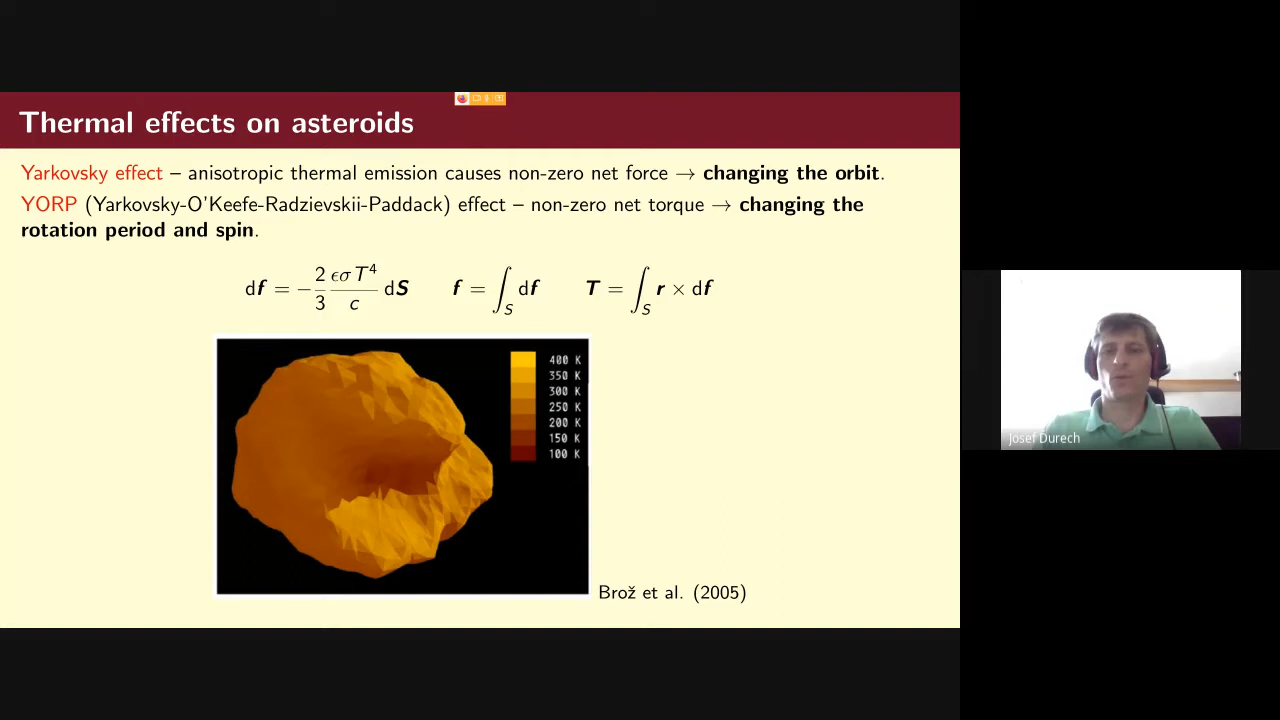 Thermal effects on asteroids
Yarkovsky effect – anisotropic thermal emission causes non-zero net force → changing the orbit.
YORP (Yarkovsky-O'Keefe-Radzievskii-Paddack) effect – non-zero net torque → changing the
rotation period and spin.
df = −2/3 ϵσT⁴/c dS   f = ∫_S df   T = ∫_S r × df
400 K
350 K
300 K
250 K
200 K
150 K
100 K
Brož et al. (2005)
Josef Ďurech